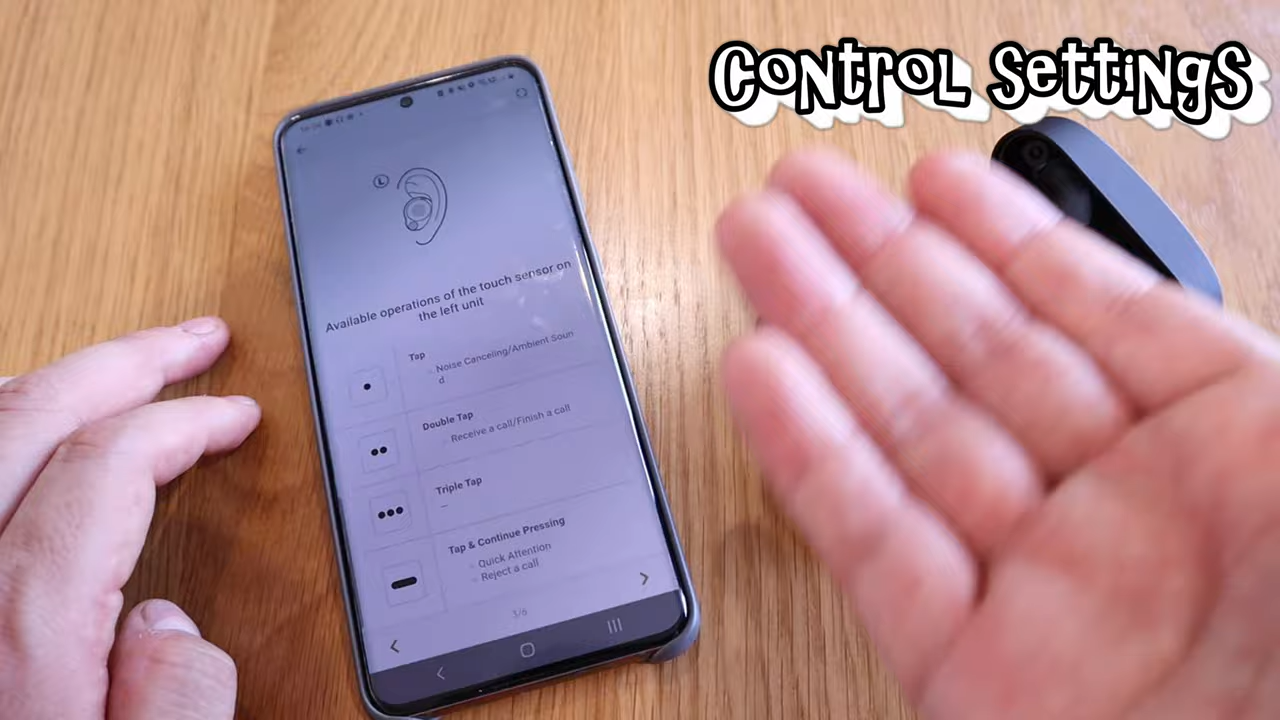 Control Settings
L
Available operations of the touch sensor on
the left unit
Tap
Noise Canceling/Ambient Soun
d
Double Tap
Receive a call/Finish a call
Triple Tap
—
Tap & Continue Pressing
Quick Attention
Reject a call
3/6